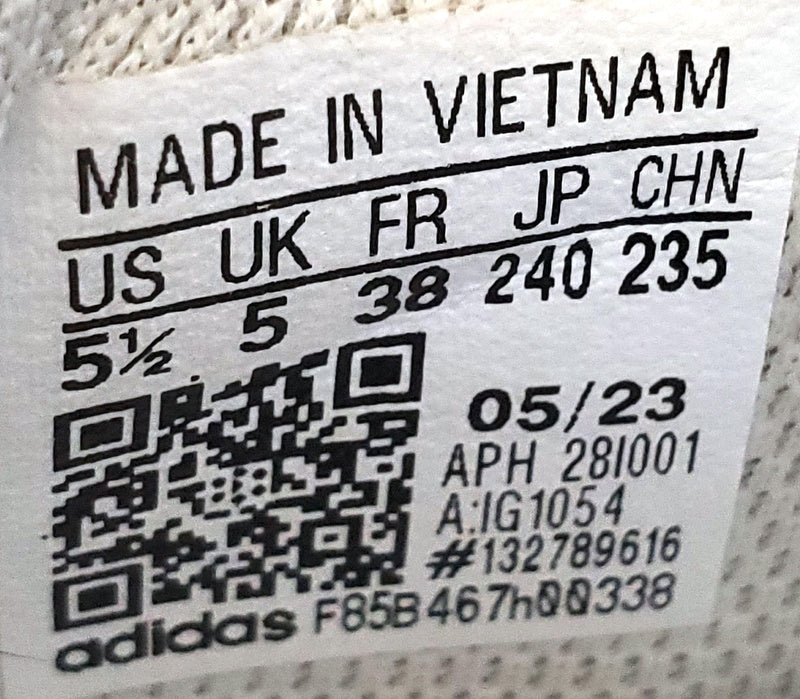 MADE IN VIETNAM
US UK FR JP CHN
5½ 5 38 240 235
05/23
APH 28I001
A:IG1054
#132789616
adidas F85B467h00338